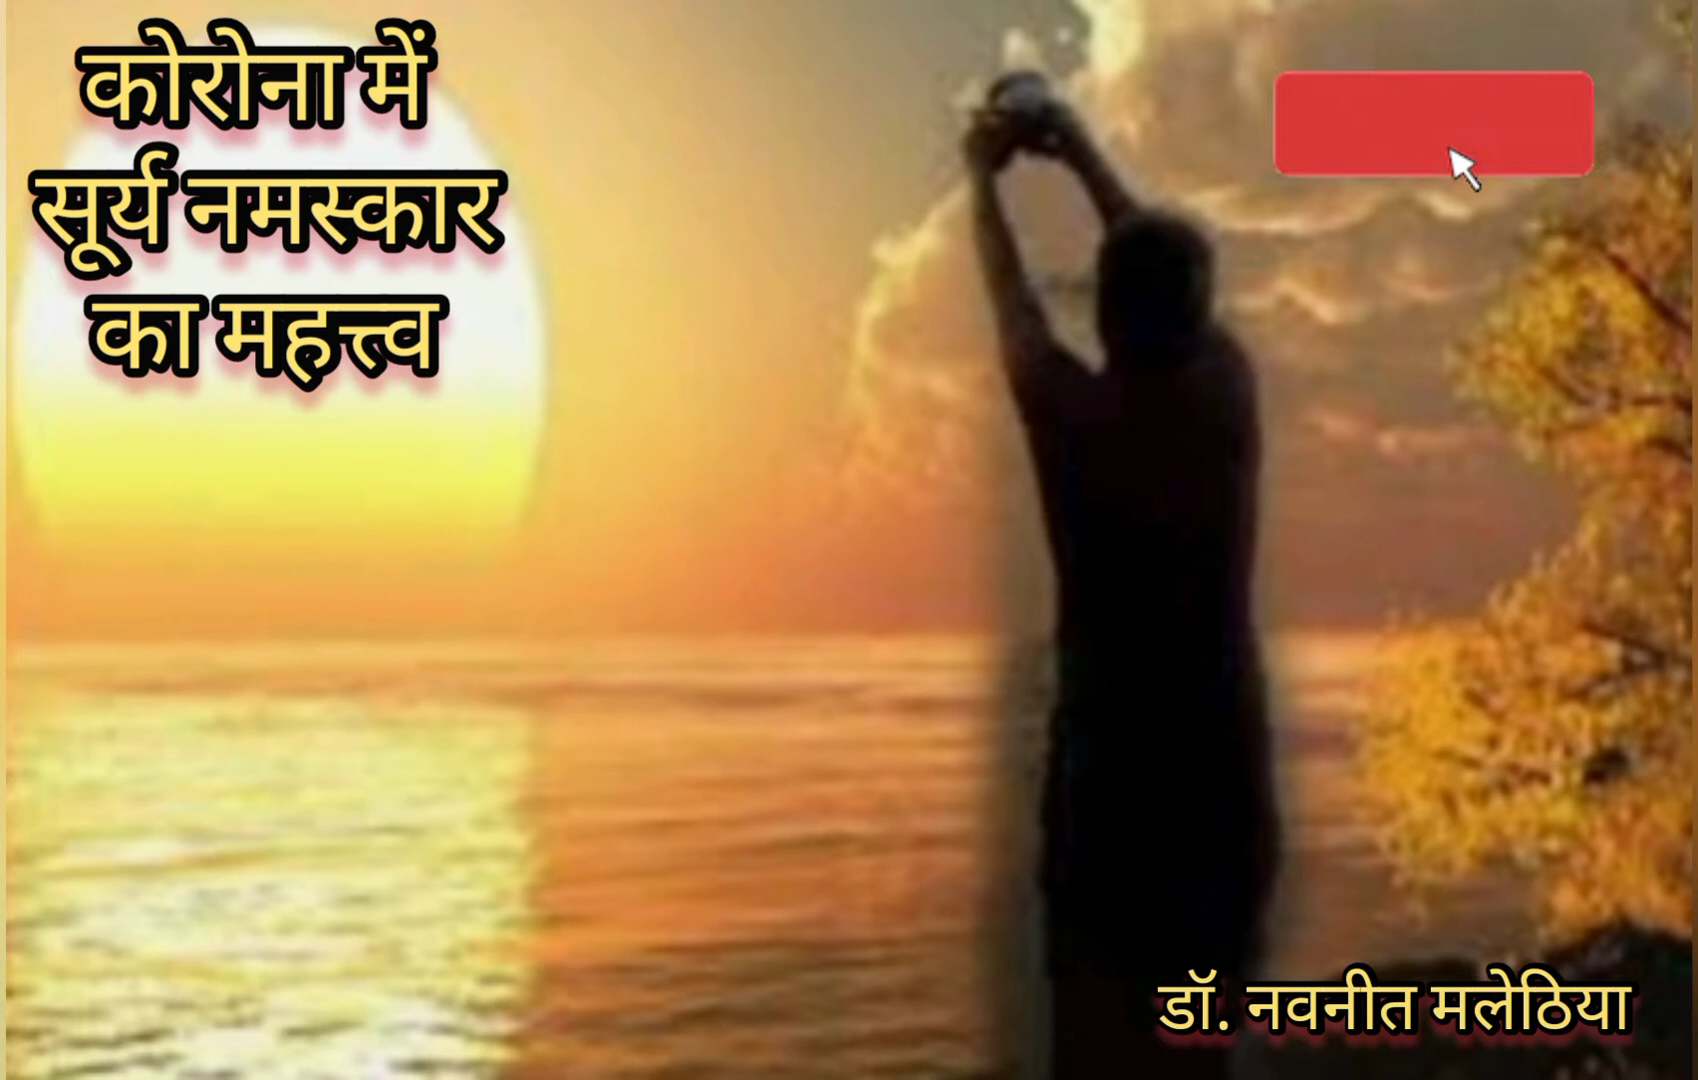 कोरोना में
सूर्य नमस्कार
का महत्त्व
डॉ. नवनीत मलेठिया